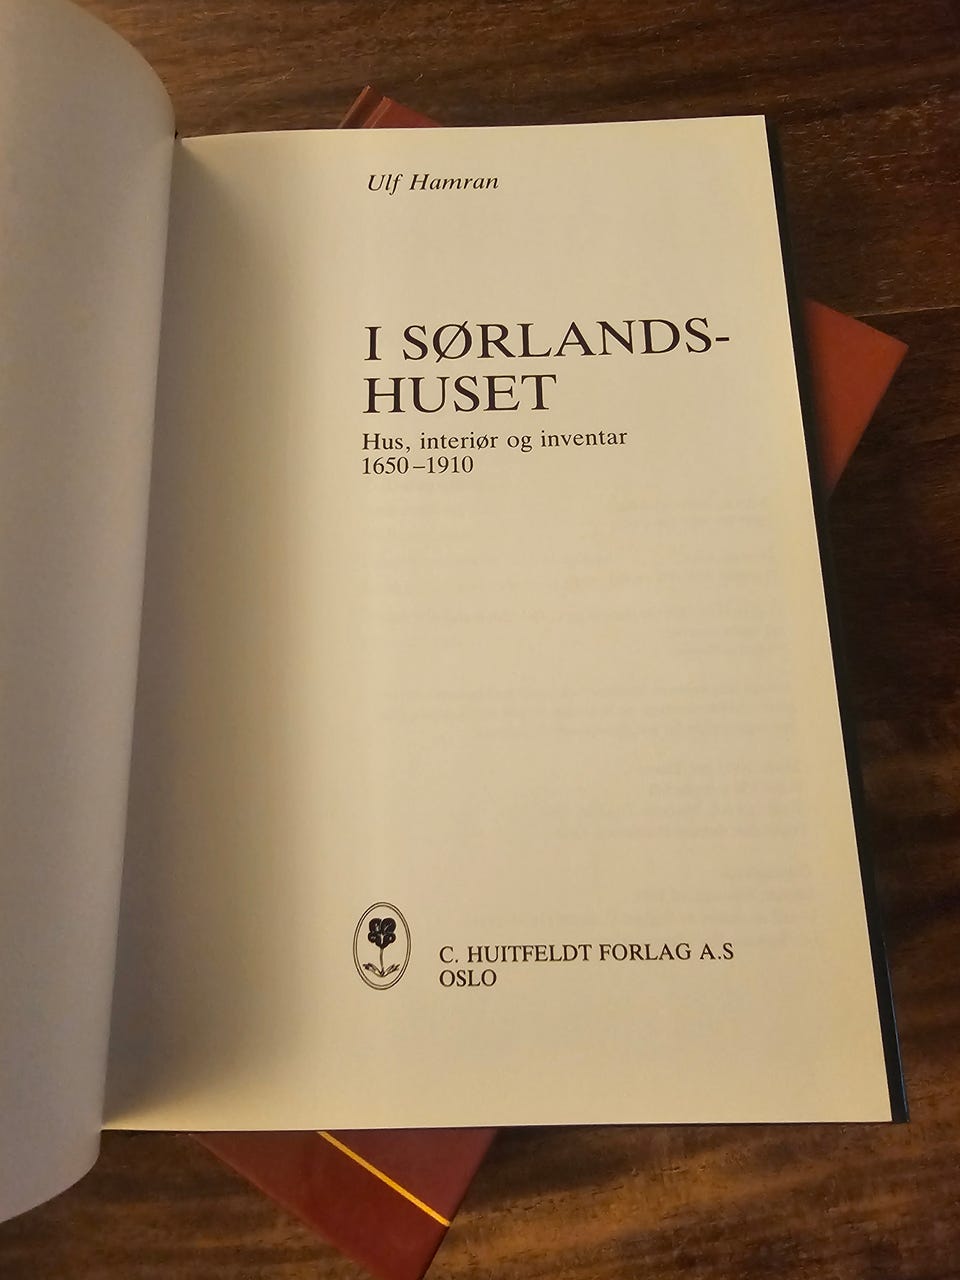 Ulf Hamran
I SØRLANDS-
HUSET
Hus, interiør og inventar
1650–1910
C. HUITFELDT FORLAG A.S
OSLO